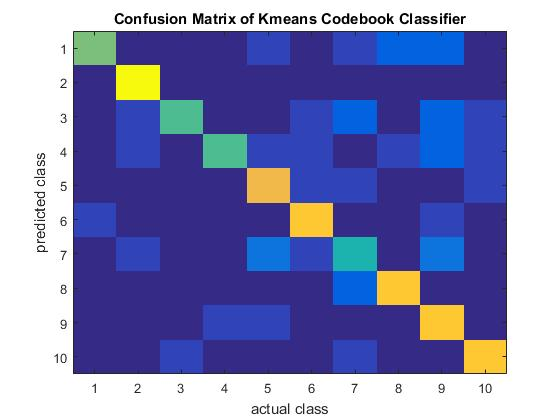 Confusion Matrix of Kmeans Codebook Classifier
predicted class
1
2
3
4
5
6
7
8
9
10
1 2 3 4 5 6 7 8 9 10
actual class